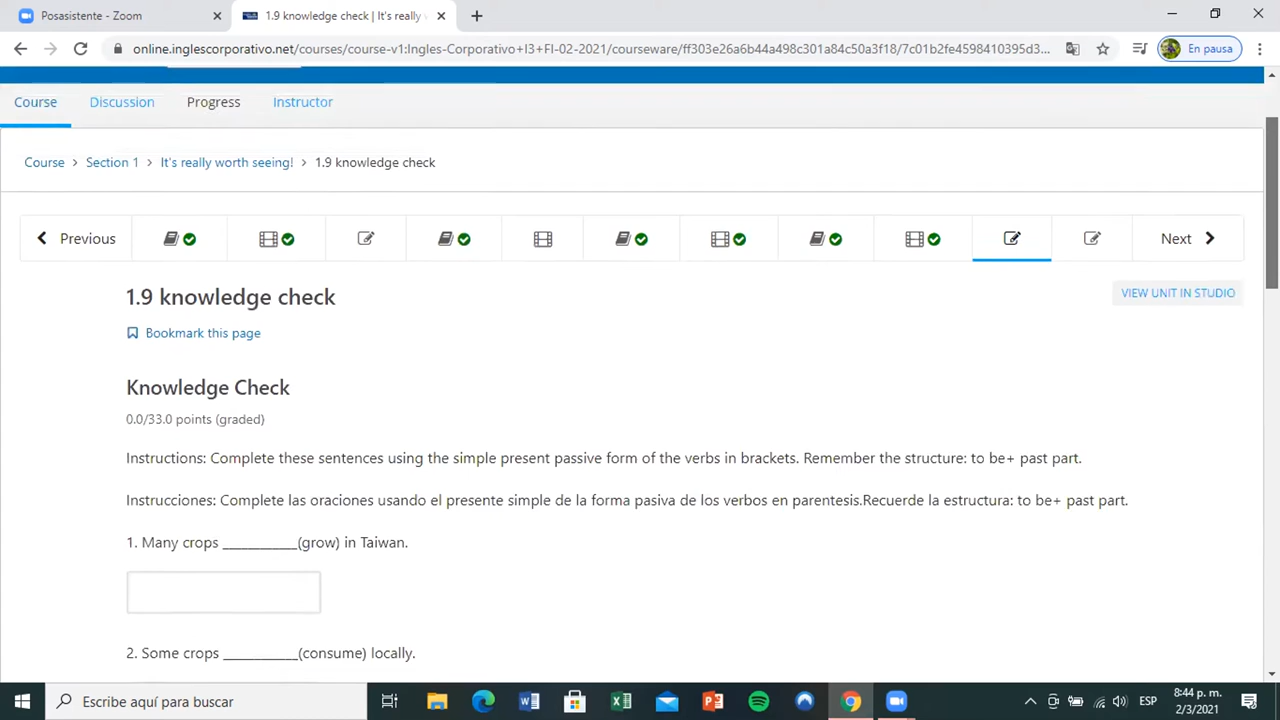 Posasistente - Zoom
1.9 knowledge check | It's really
online.inglescorporativo.net/courses/course-v1:Ingles-Corporativo+I3+FI-02-2021/courseware/ff303e26a6b44a498c301a84c50a3f18/7c01b2fe4598410395d3...
En pausa
Course Discussion Progress Instructor
Course > Section 1 > It's really worth seeing! > 1.9 knowledge check
Previous Next
1.9 knowledge check
VIEW UNIT IN STUDIO
Bookmark this page
Knowledge Check
0.0/33.0 points (graded)
Instructions: Complete these sentences using the simple present passive form of the verbs in brackets. Remember the structure: to be+ past part.
Instrucciones: Complete las oraciones usando el presente simple de la forma pasiva de los verbos en parentesis.Recuerde la estructura: to be+ past part.
1. Many crops ___________(grow) in Taiwan.
2. Some crops ___________(consume) locally.
Escribe aquí para buscar
ESP
8:44 p. m.
2/3/2021